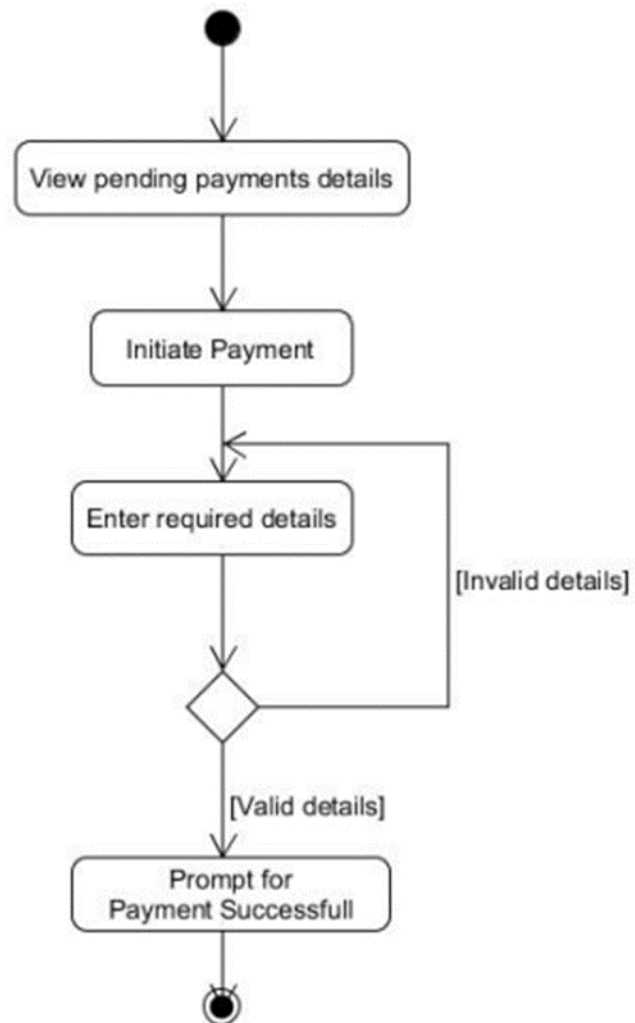 View pending payments details
Initiate Payment
Enter required details
[Invalid details]
[Valid details]
Prompt for
Payment Successfull